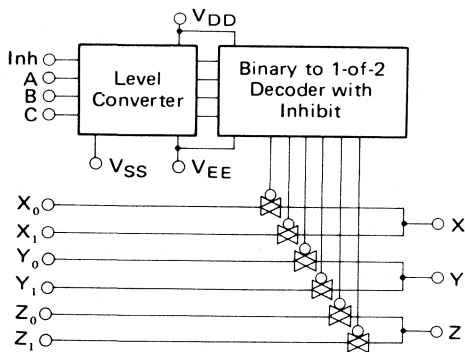 V_DD
Inh
A
B
C
Level
Converter
Binary to 1-of-2
Decoder with
Inhibit
V_SS
V_EE
X_0
X_1
X
Y_0
Y_1
Y
Z_0
Z_1
Z